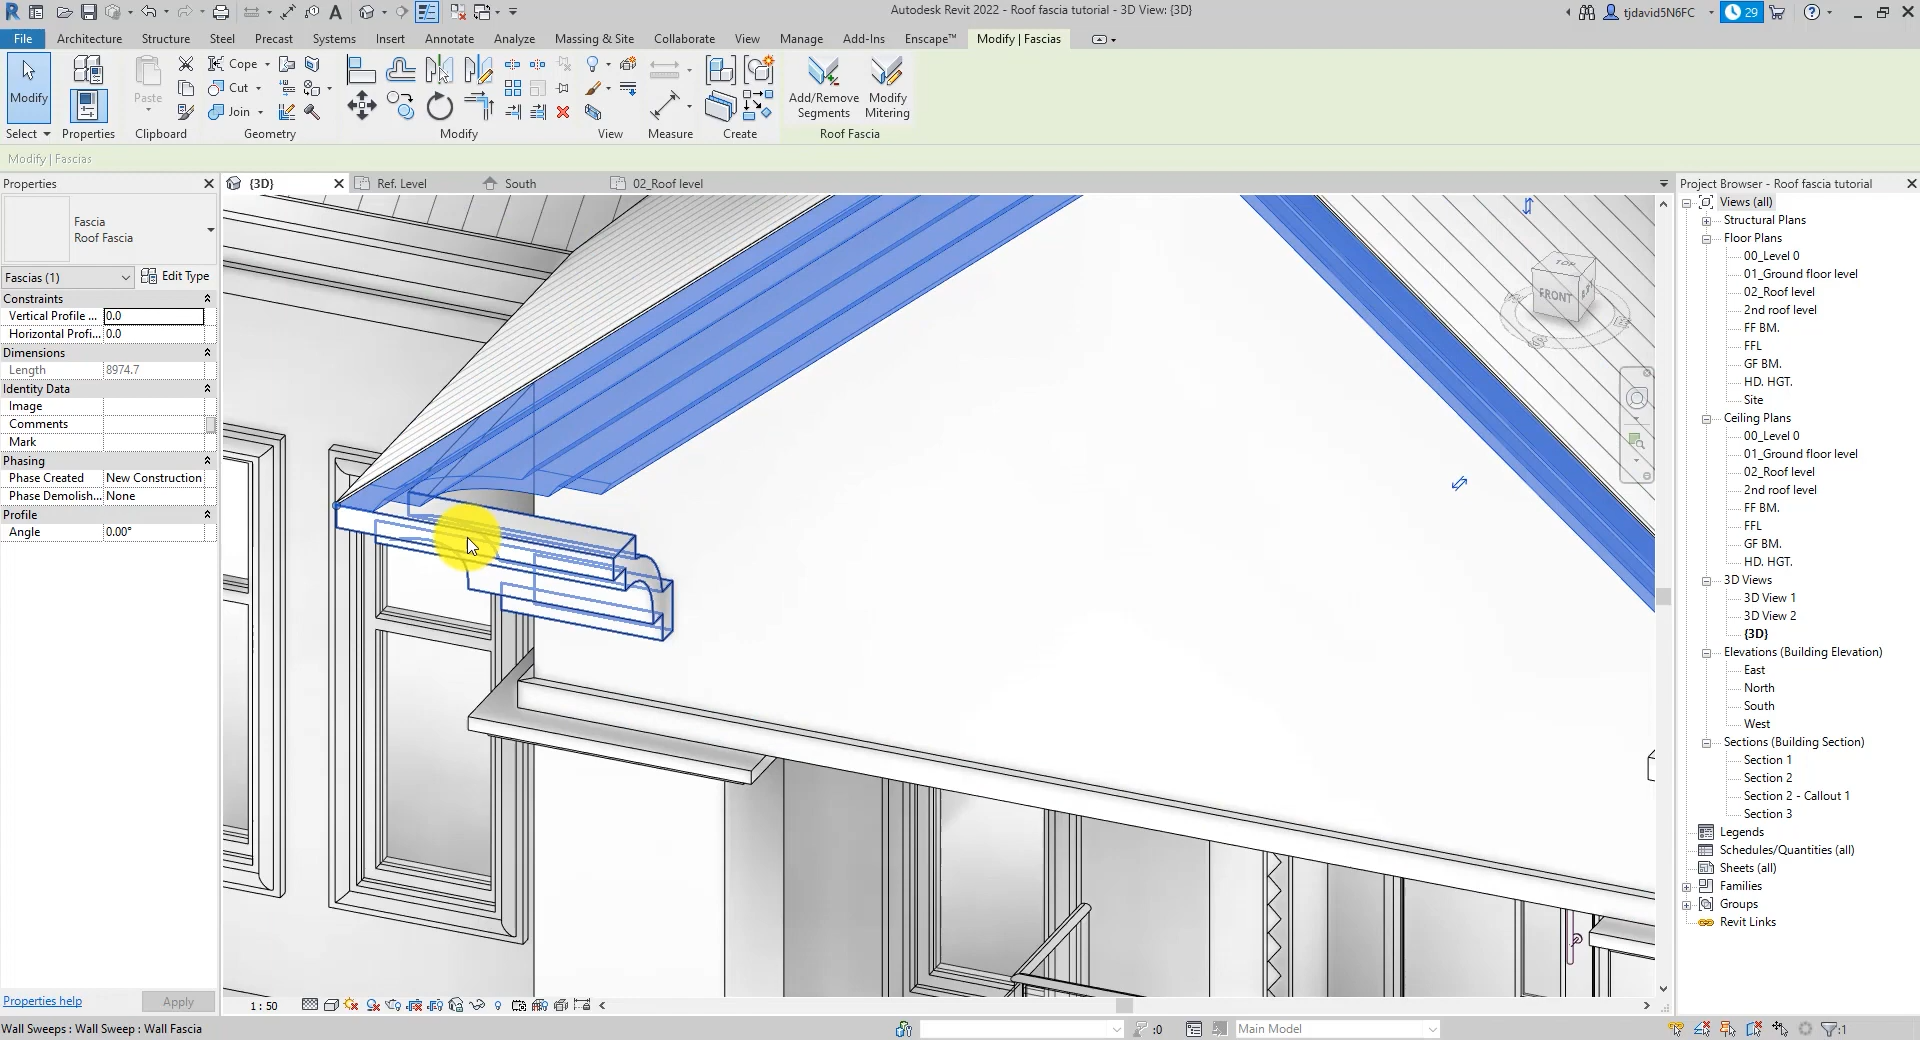 Autodesk Revit 2022 - Roof fascia tutorial - 3D View: {3D}
tjdavid5N6FC
29
File
Architecture
Structure
Steel
Precast
Systems
Insert
Annotate
Analyze
Massing & Site
Collaborate
View
Manage
Add-Ins
Enscape™
Modify | Fascias
Modify
Paste
Cope
Cut
Join
Add/Remove
Segments
Modify
Mitering
Select
Properties
Clipboard
Geometry
Modify
View
Measure
Create
Roof Fascia
Modify | Fascias
Properties
Fascia
Roof Fascia
Fascias (1)
Edit Type
Constraints
Vertical Profile ... 0.0
Horizontal Profi... 0.0
Dimensions
Length 8974.7
Identity Data
Image
Comments
Mark
Phasing
Phase Created New Construction
Phase Demolish... None
Profile
Angle 0.00°
Properties help
Apply
{3D}
Ref. Level
South
02_Roof level
TOP
FRONT
1 : 50
Project Browser - Roof fascia tutorial
Views (all)
Structural Plans
Floor Plans
00_Level 0
01_Ground floor level
02_Roof level
2nd roof level
FF BM.
FFL
GF BM.
HD. HGT.
Site
Ceiling Plans
00_Level 0
01_Ground floor level
02_Roof level
2nd roof level
FF BM.
FFL
GF BM.
HD. HGT.
3D Views
3D View 1
3D View 2
{3D}
Elevations (Building Elevation)
East
North
South
West
Sections (Building Section)
Section 1
Section 2
Section 2 - Callout 1
Section 3
Legends
Schedules/Quantities (all)
Sheets (all)
Families
Groups
Revit Links
Wall Sweeps : Wall Sweep : Wall Fascia
:0
Main Model
:1